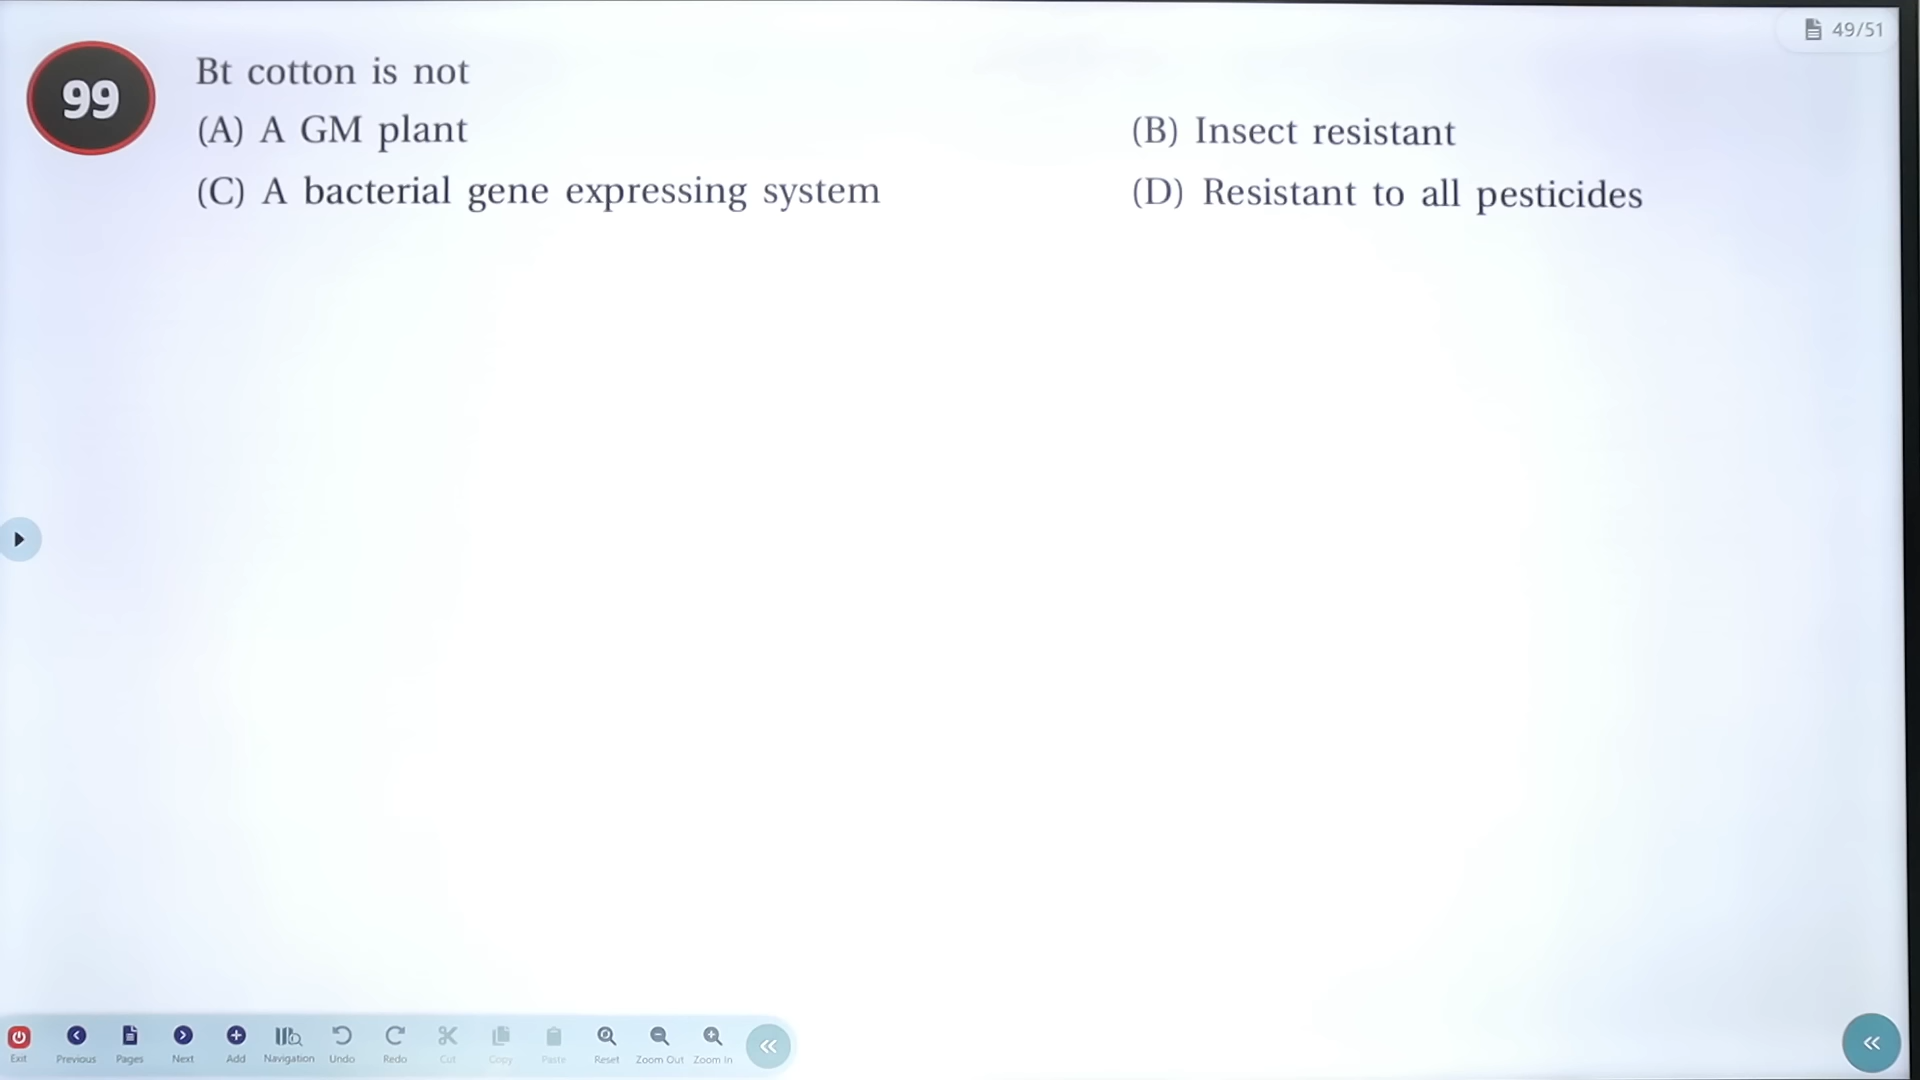 49/51
99
Bt cotton is not
(A) A GM plant
(B) Insect resistant
(C) A bacterial gene expressing system
(D) Resistant to all pesticides
Exit
Previous
Pages
Next
Add
Navigation
Undo
Redo
Cut
Copy
Paste
Reset
Zoom Out
Zoom In